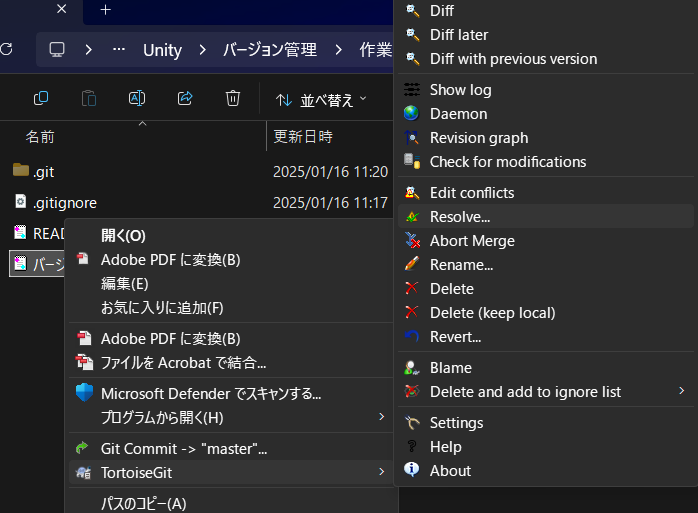 Unity
バージョン管理
作業
並べ替え
名前
更新日時
.git
2025/01/16 11:20
.gitignore
2025/01/16 11:17
READ
バージ
開く(O)
Adobe PDF に変換(B)
編集(E)
お気に入りに追加(F)
Adobe PDF に変換(B)
ファイルを Acrobat で結合...
Microsoft Defender でスキャンする...
プログラムから開く(H)
Git Commit -> "master"...
TortoiseGit
パスのコピー(A)
Diff
Diff later
Diff with previous version
Show log
Daemon
Revision graph
Check for modifications
Edit conflicts
Resolve...
Abort Merge
Rename...
Delete
Delete (keep local)
Revert...
Blame
Delete and add to ignore list
Settings
Help
About